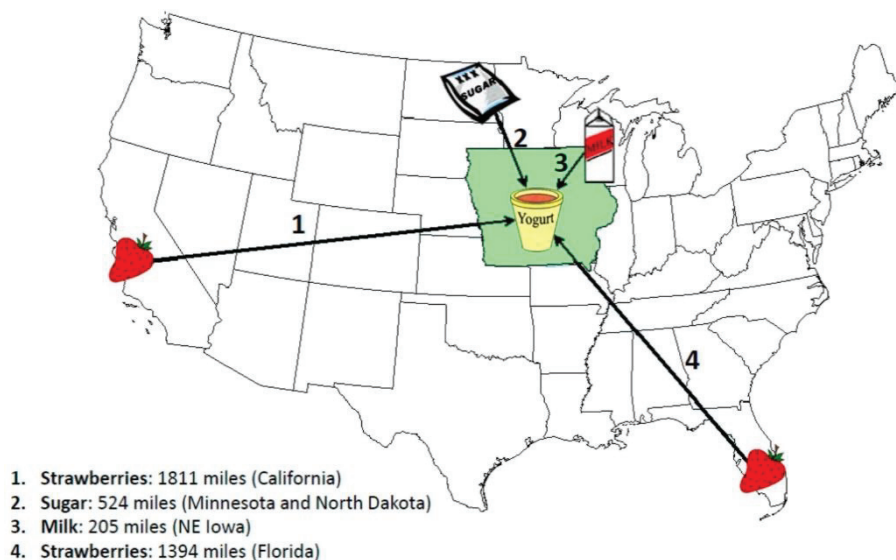 XXX
SUGAR
2
MILK
3
Yogurt
1
4
1. Strawberries: 1811 miles (California)
2. Sugar: 524 miles (Minnesota and North Dakota)
3. Milk: 205 miles (NE Iowa)
4. Strawberries: 1394 miles (Florida)